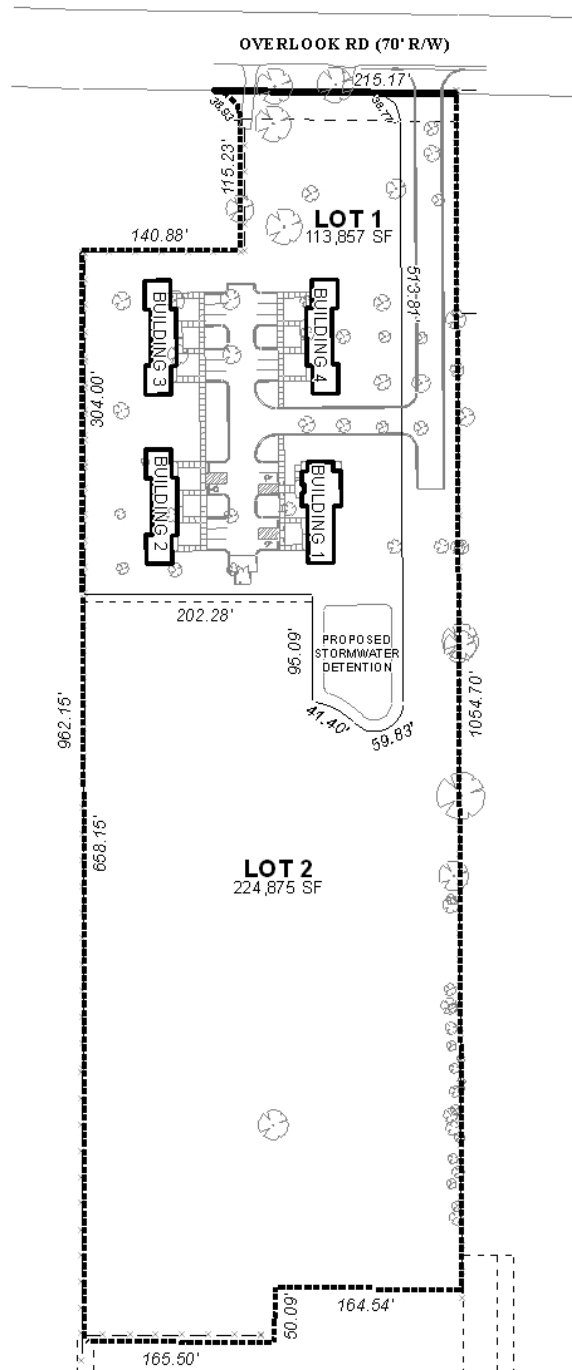 OVERLOOK RD (70' R/W)
215.17'
38.93'
38.77'
115.23'
LOT 1
113,857 SF
140.88'
513.81'
BUILDING 3
BUILDING 4
304.00'
BUILDING 2
BUILDING 1
202.28'
95.09'
PROPOSED
STORMWATER
DETENTION
41.40'
59.83'
962.15'
1054.70'
658.15'
LOT 2
224,875 SF
50.09'
164.54'
165.50'